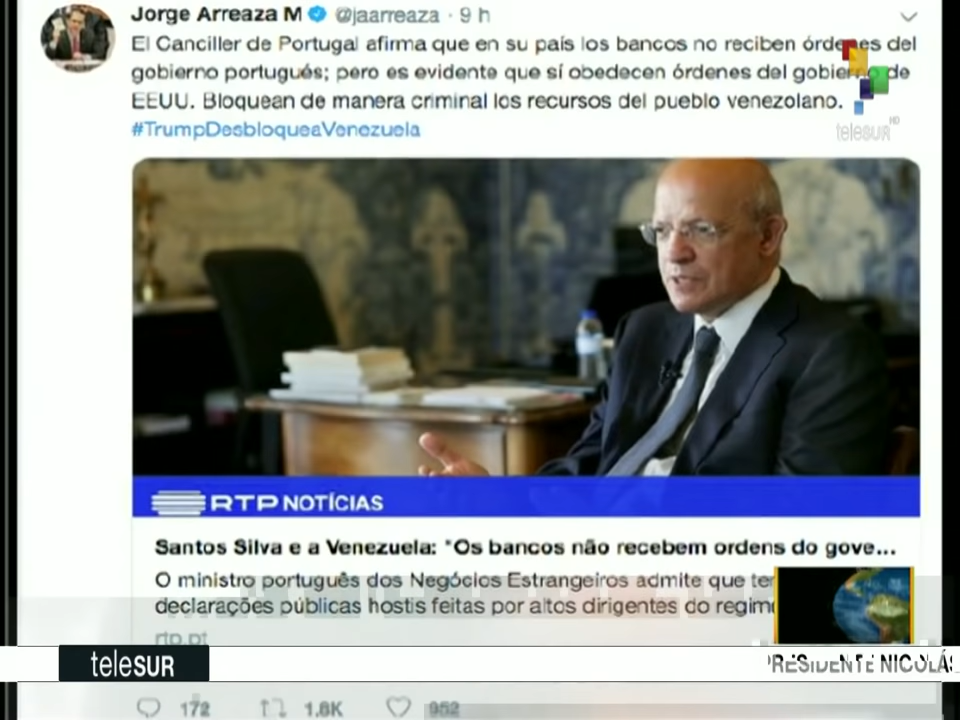 Jorge Arreaza M @jaarreaza · 9 h
El Canciller de Portugal afirma que en su país los bancos no reciben órdenes del
gobierno portugués; pero es evidente que sí obedecen órdenes del gobierno de
EEUU. Bloquean de manera criminal los recursos del pueblo venezolano.
#TrumpDesbloqueaVenezuela
teleSUR HD
RTP NOTÍCIAS
Santos Silva e a Venezuela: "Os bancos não recebem ordens do gove...
O ministro português dos Negócios Estrangeiros admite que
declarações públicas hostis feitas por altos dirigentes do
rtp.pt
teleSUR
PRESIDENTE NICOLÁS
172 1.8K 952